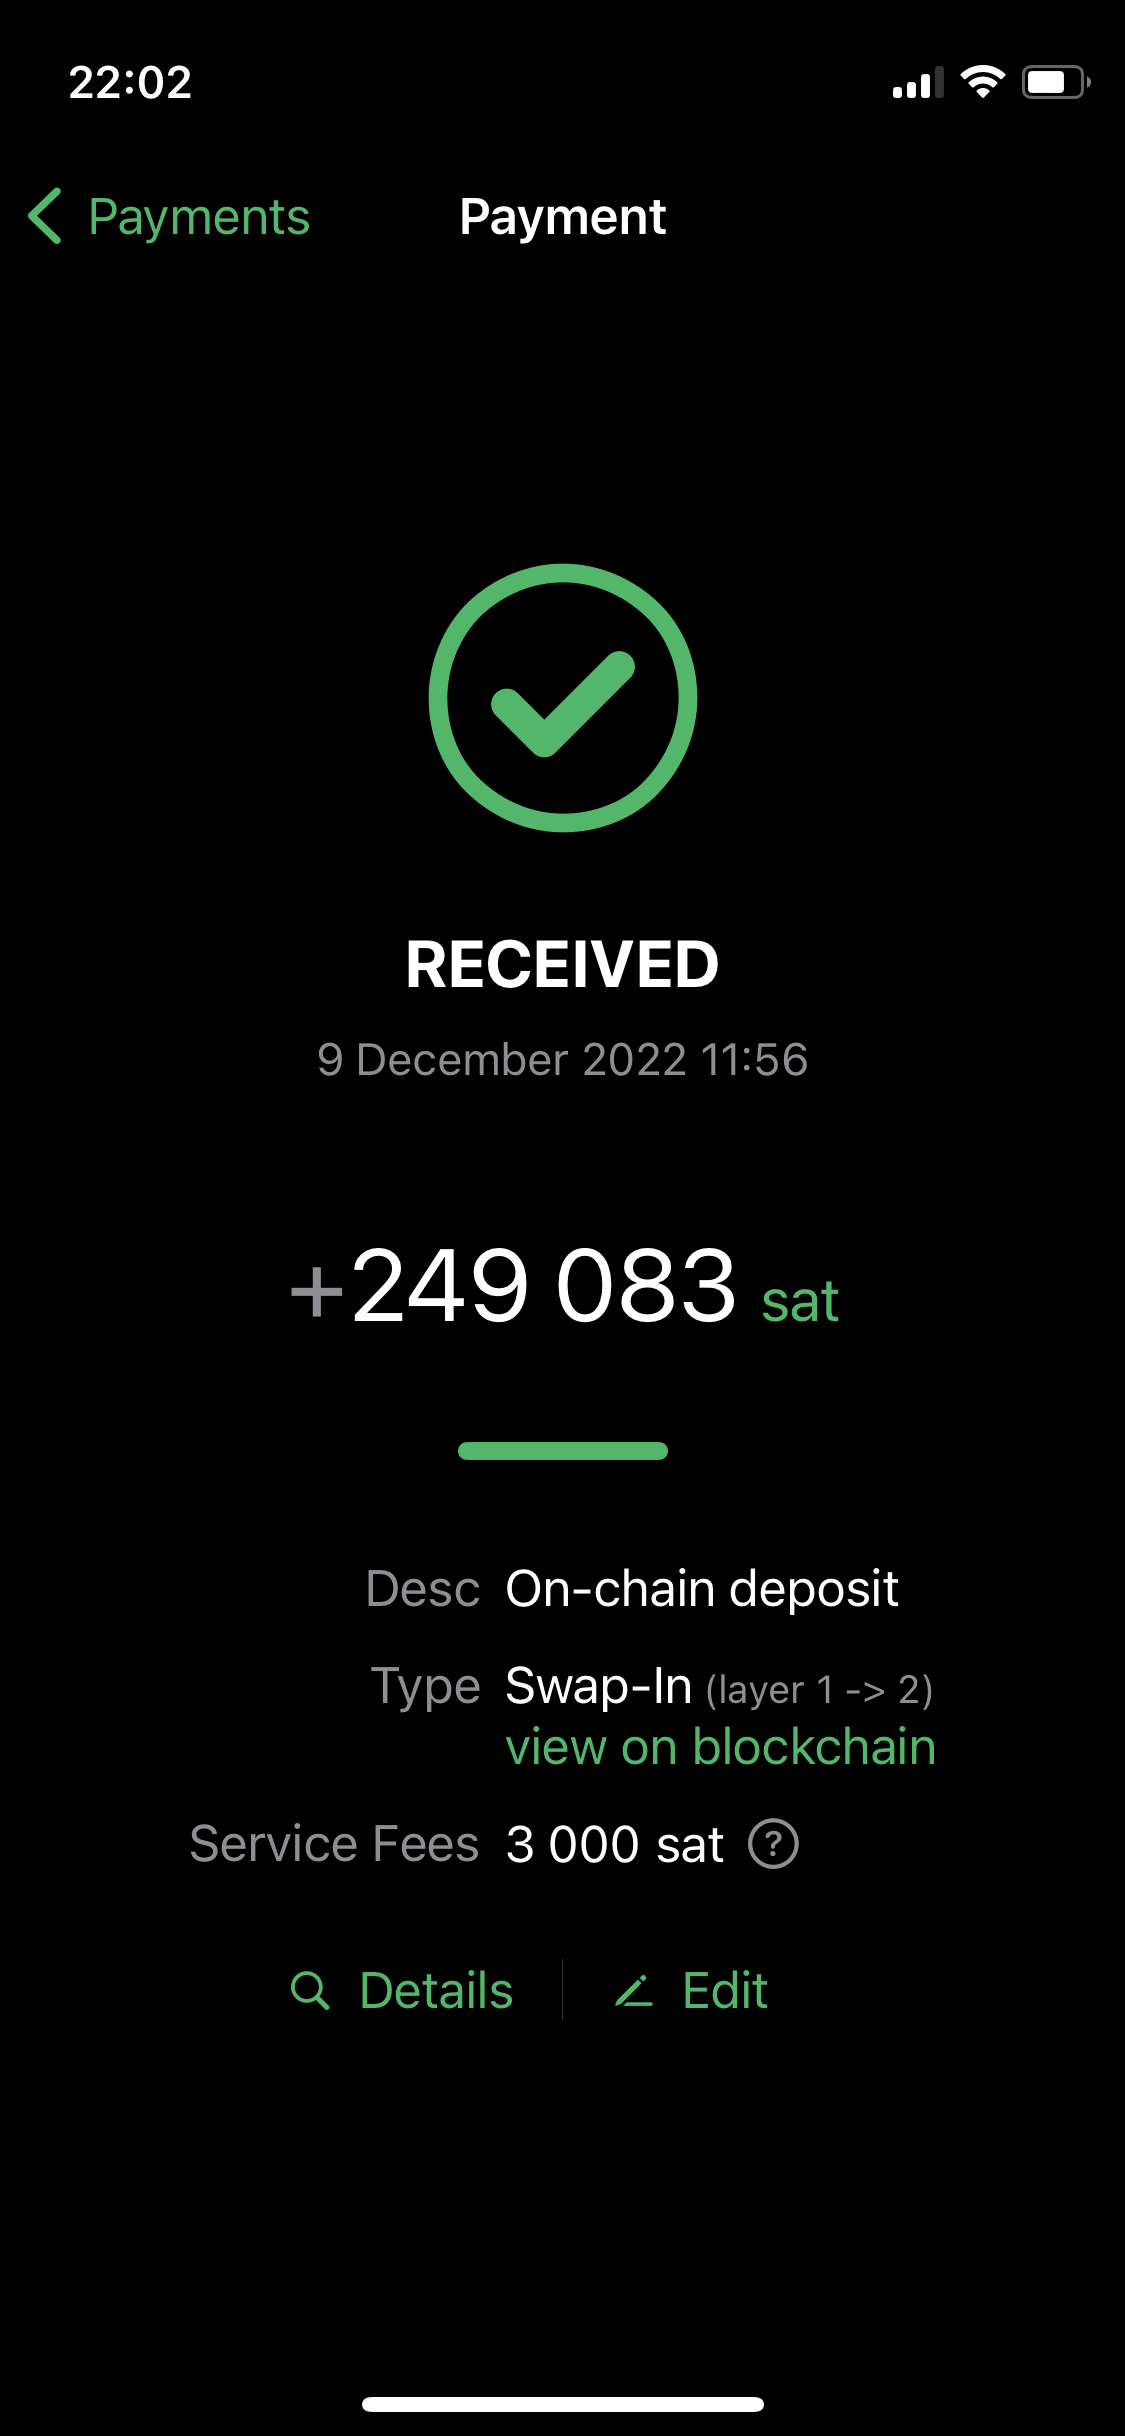 22:02
Payments Payment
RECEIVED
9 December 2022 11:56
+249 083 sat
Desc On-chain deposit
Type Swap-In (layer 1 -> 2)
view on blockchain
Service Fees 3 000 sat ?
Details Edit